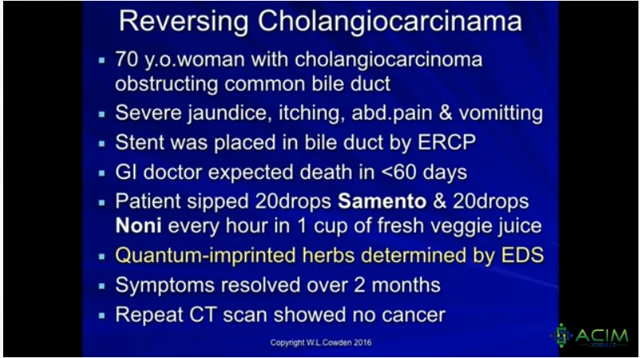 Reversing Cholangiocarcinama
▪ 70 y.o.woman with cholangiocarcinoma
obstructing common bile duct
▪ Severe jaundice, itching, abd.pain & vomitting
▪ Stent was placed in bile duct by ERCP
▪ GI doctor expected death in <60 days
▪ Patient sipped 20drops Samento & 20drops
Noni every hour in 1 cup of fresh veggie juice
▪ Quantum-imprinted herbs determined by EDS
▪ Symptoms resolved over 2 months
▪ Repeat CT scan showed no cancer
Copyright W.L.Cowden 2016
ACIM